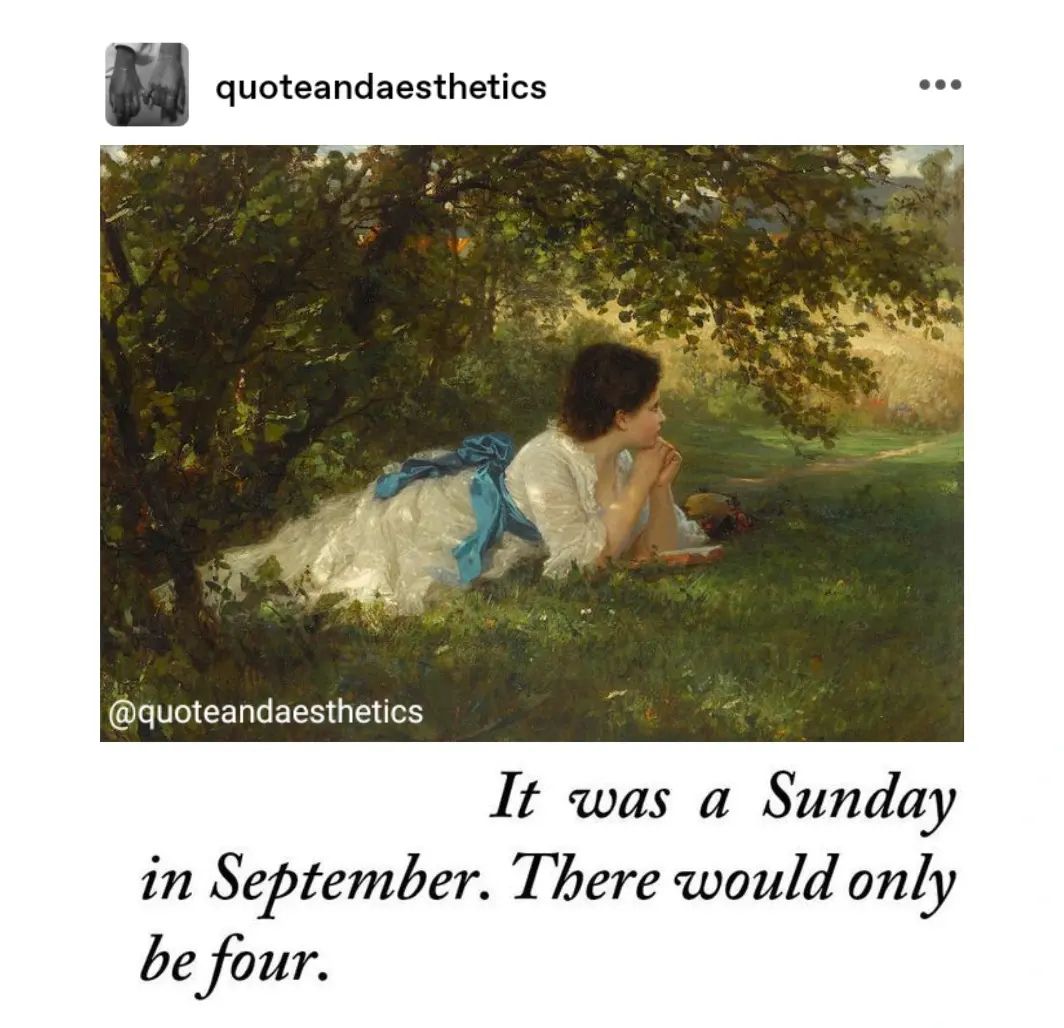 quoteandaesthetics
@quoteandaesthetics
It was a Sunday
in September. There would only
be four.